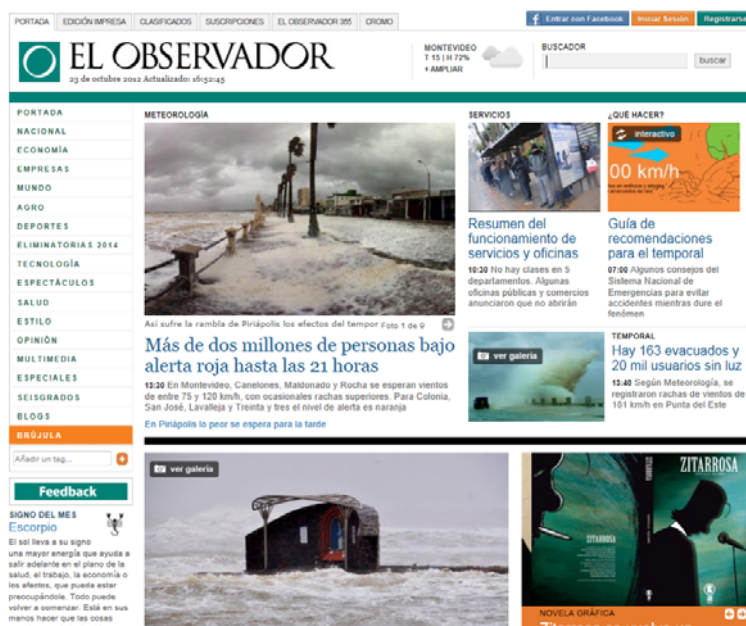 PORTADA
EDICIÓN IMPRESA
CLASIFICADOS
SUSCRIPCIONES
EL OBSERVADOR 365
CROMO
Entrar con Facebook
Iniciar Sesión
Registrarse
EL OBSERVADOR
23 de octubre 2012 Actualizado: 16:52:45
MONTEVIDEO
T 15 | H 72%
+ AMPLIAR
BUSCADOR
buscar
PORTADA
NACIONAL
ECONOMÍA
EMPRESAS
MUNDO
AGRO
DEPORTES
ELIMINATORIAS 2014
TECNOLOGÍA
ESPECTÁCULOS
SALUD
ESTILO
OPINIÓN
MULTIMEDIA
ESPECIALES
SEISGRADOS
BLOGS
BRÚJULA
Añadir un tag...
Feedback
SIGNO DEL MES
Escorpio
El sol lleva a su signo
una mayor energía que ayuda a
salir adelante en el plano de la
salud, el trabajo, la economía o
los afectos, que pueda estar
preocupándole. Todo puede
volver a comenzar. Está en sus
manos hacer que las cosas
METEOROLOGÍA
Así sufre la rambla de Piriápolis los efectos del tempor Foto 1 de 9
Más de dos millones de personas bajo
alerta roja hasta las 21 horas
13:30 En Montevideo, Canelones, Maldonado y Rocha se esperan vientos
de entre 75 y 120 km/h, con ocasionales rachas superiores. Para Colonia,
San José, Lavalleja y Treinta y tres el nivel de alerta es naranja
En Piriápolis lo peor se espera para la tarde
SERVICIOS
Resumen del
funcionamiento de
servicios y oficinas
10:30 No hay clases en 5
departamentos. Algunas
oficinas públicas y comercios
anunciaron que no abrirán
¿QUÉ HACER?
interactivo
00 km/h
Guía de
recomendaciones
para el temporal
07:00 Algunos consejos del
Sistema Nacional de
Emergencias para evitar
accidentes mientras dure el
fenómen
ver galería
TEMPORAL
Hay 163 evacuados y
20 mil usuarios sin luz
13:40 Según Meteorología, se
registraron rachas de vientos de
101 km/h en Punta del Este
ver galería
ZITARROSA
ZITARROSA
NOVELA GRÁFICA